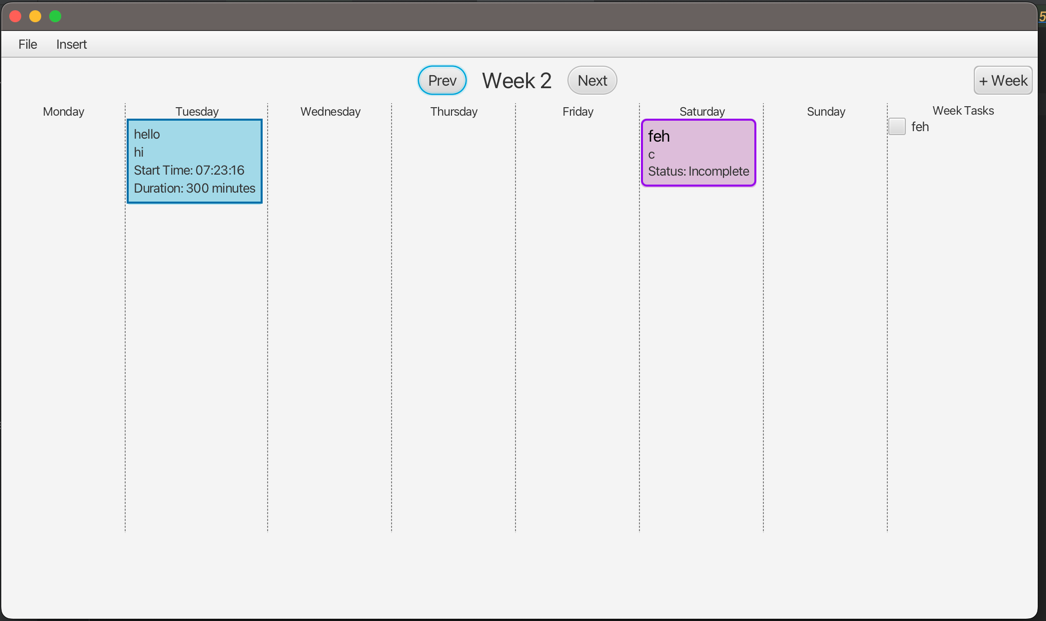 File Insert
Prev Week 2 Next + Week
Monday Tuesday Wednesday Thursday Friday Saturday Sunday Week Tasks
hello
hi
Start Time: 07:23:16
Duration: 300 minutes
feh
c
Status: Incomplete
feh
5